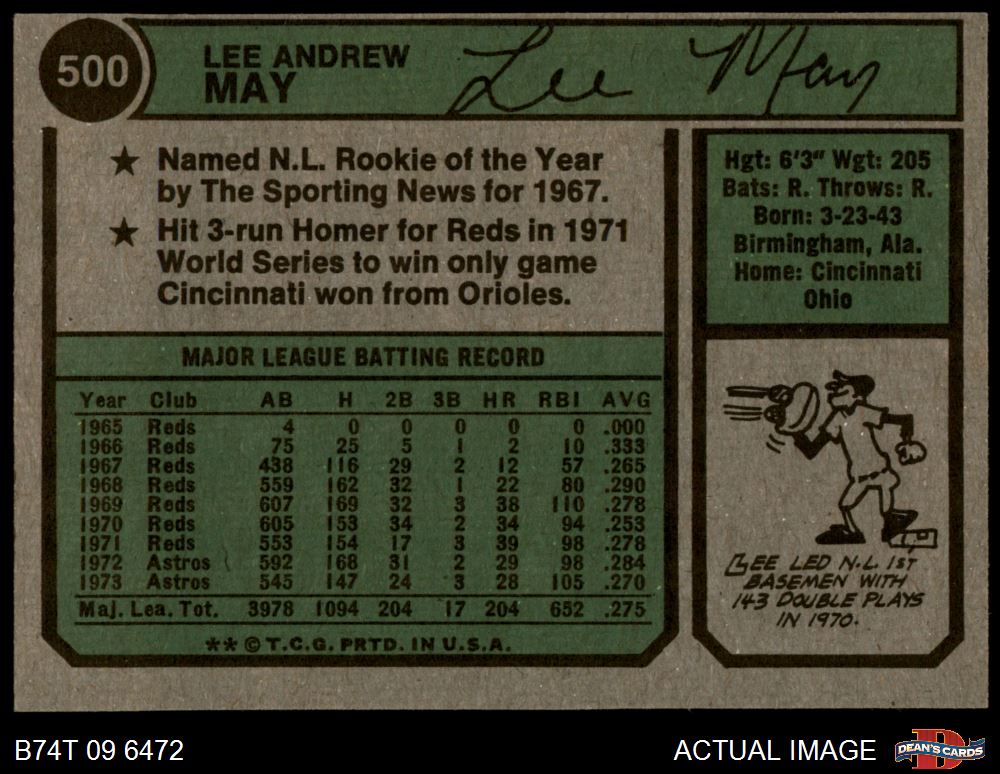 500
LEE ANDREW
MAY
Lee May
★ Named N.L. Rookie of the Year
by The Sporting News for 1967.
★ Hit 3-run Homer for Reds in 1971
World Series to win only game
Cincinnati won from Orioles.
Hgt: 6'3" Wgt: 205
Bats: R. Throws: R.
Born: 3-23-43
Birmingham, Ala.
Home: Cincinnati
Ohio
MAJOR LEAGUE BATTING RECORD
Year Club AB H 2B 3B HR RBI AVG
1965 Reds 4 0 0 0 0 0 .000
1966 Reds 75 25 5 1 2 10 .333
1967 Reds 438 116 29 2 12 57 .265
1968 Reds 559 162 32 1 22 80 .290
1969 Reds 607 169 32 3 38 110 .278
1970 Reds 605 153 34 2 34 94 .253
1971 Reds 553 154 17 3 39 98 .278
1972 Astros 592 168 31 2 29 98 .284
1973 Astros 545 147 24 3 28 105 .270
Maj. Lea. Tot. 3978 1094 204 17 204 652 .275
** © T.C.G. PRTD. IN U.S.A.
LEE LED N.L. 1ST
BASEMEN WITH
143 DOUBLE PLAYS
IN 1970.
B74T 09 6472
ACTUAL IMAGE
DEAN'S CARDS